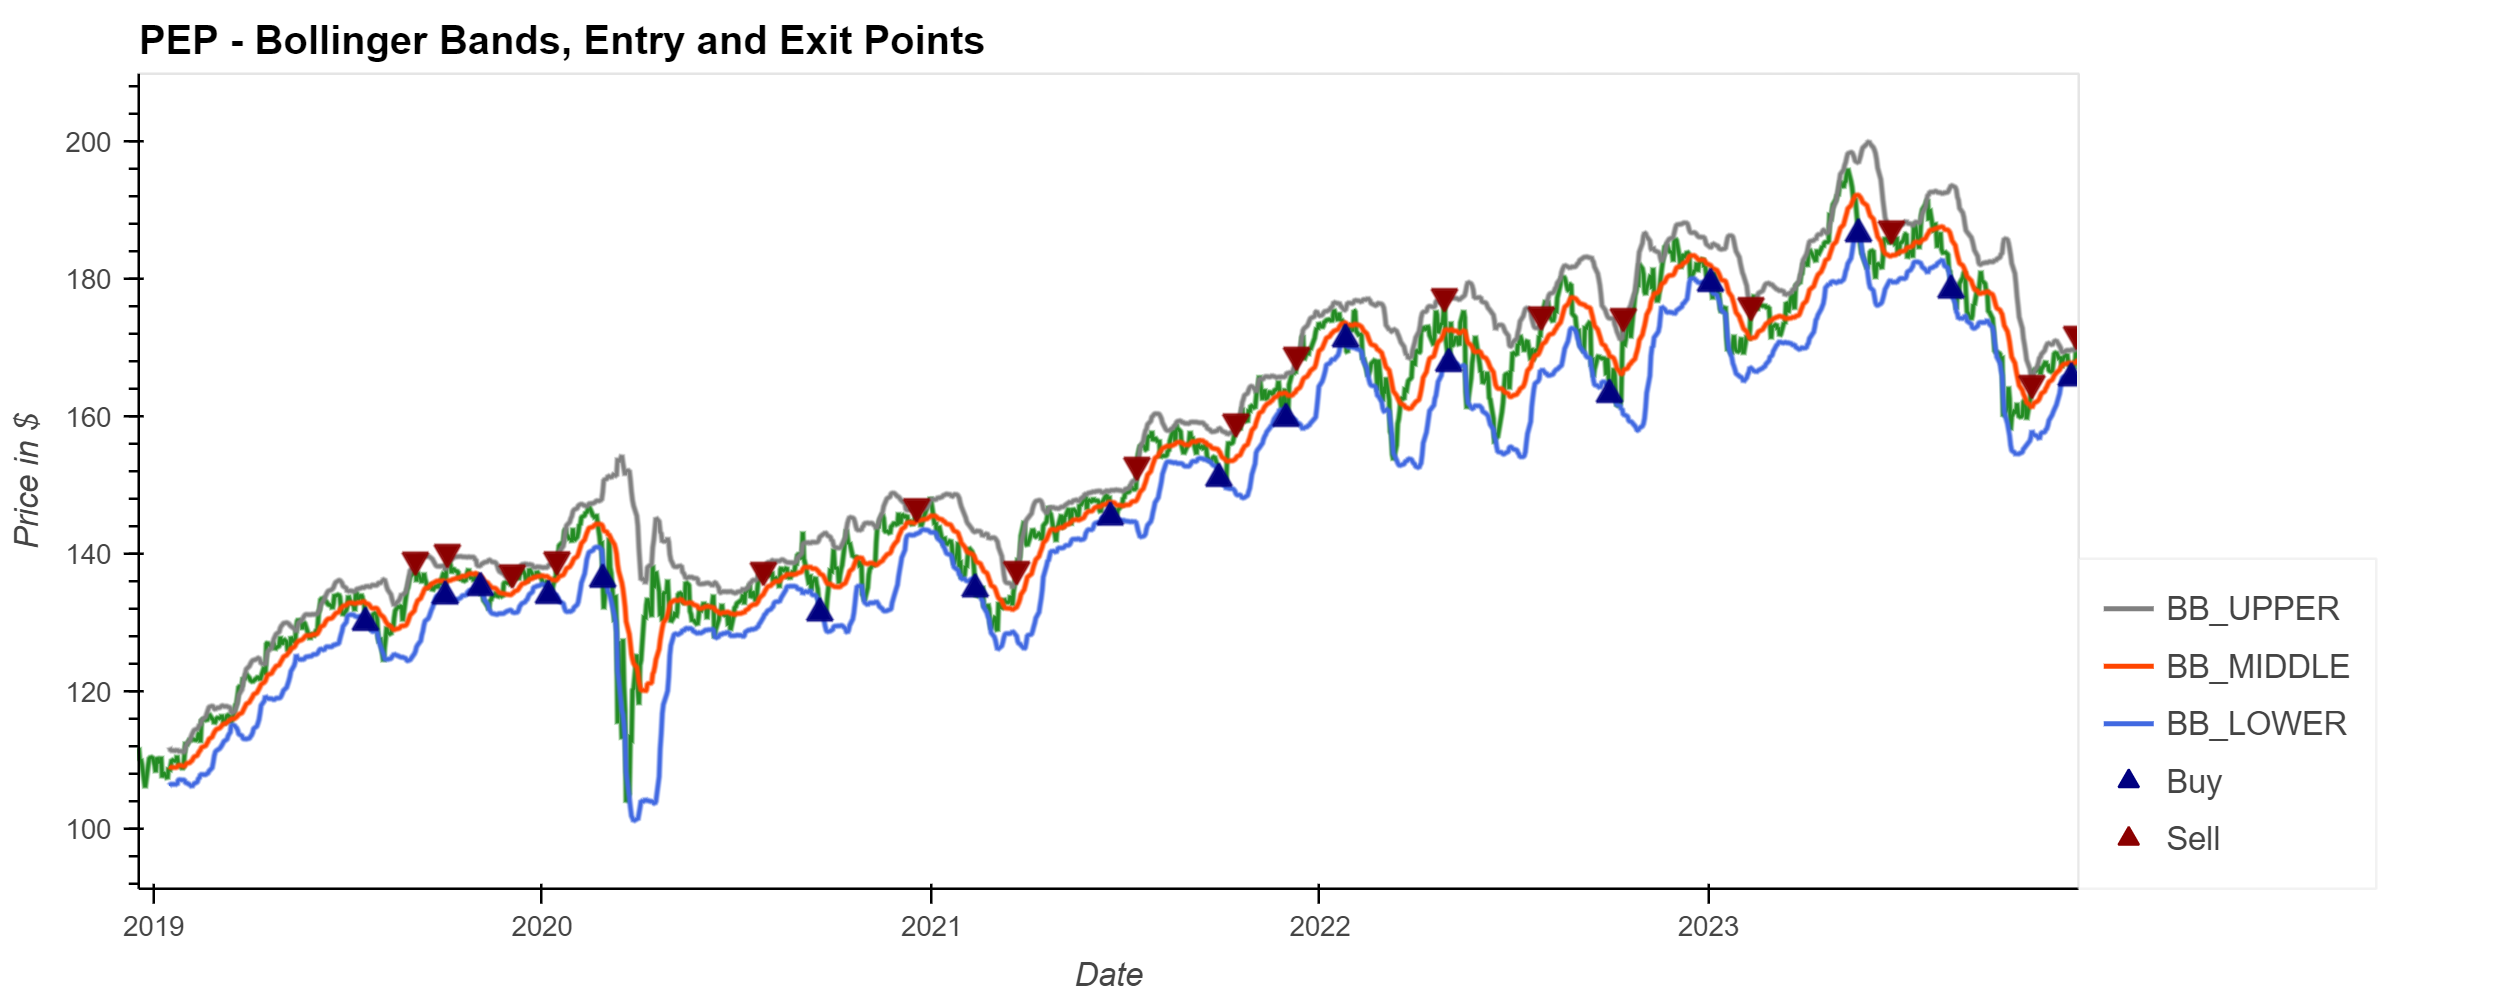 PEP - Bollinger Bands, Entry and Exit Points
Price in $
200
180
160
140
120
100
2019
2020
2021
2022
2023
Date
BB_UPPER
BB_MIDDLE
BB_LOWER
Buy
Sell